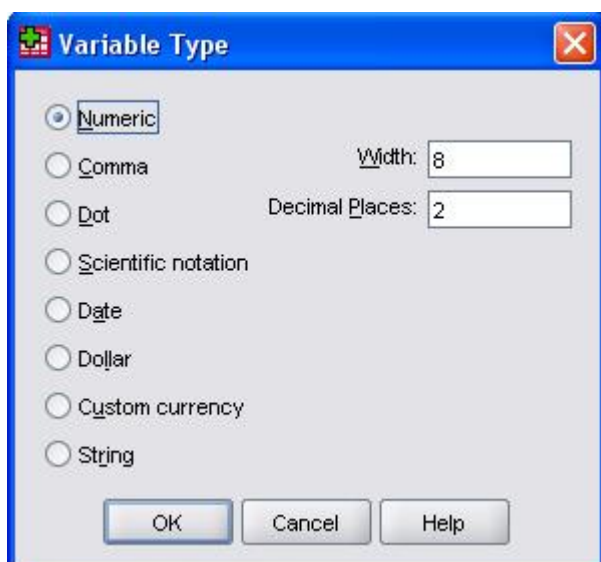 Variable Type
Numeric
Comma
Width: 8
Dot
Decimal Places: 2
Scientific notation
Date
Dollar
Custom currency
String
OK Cancel Help